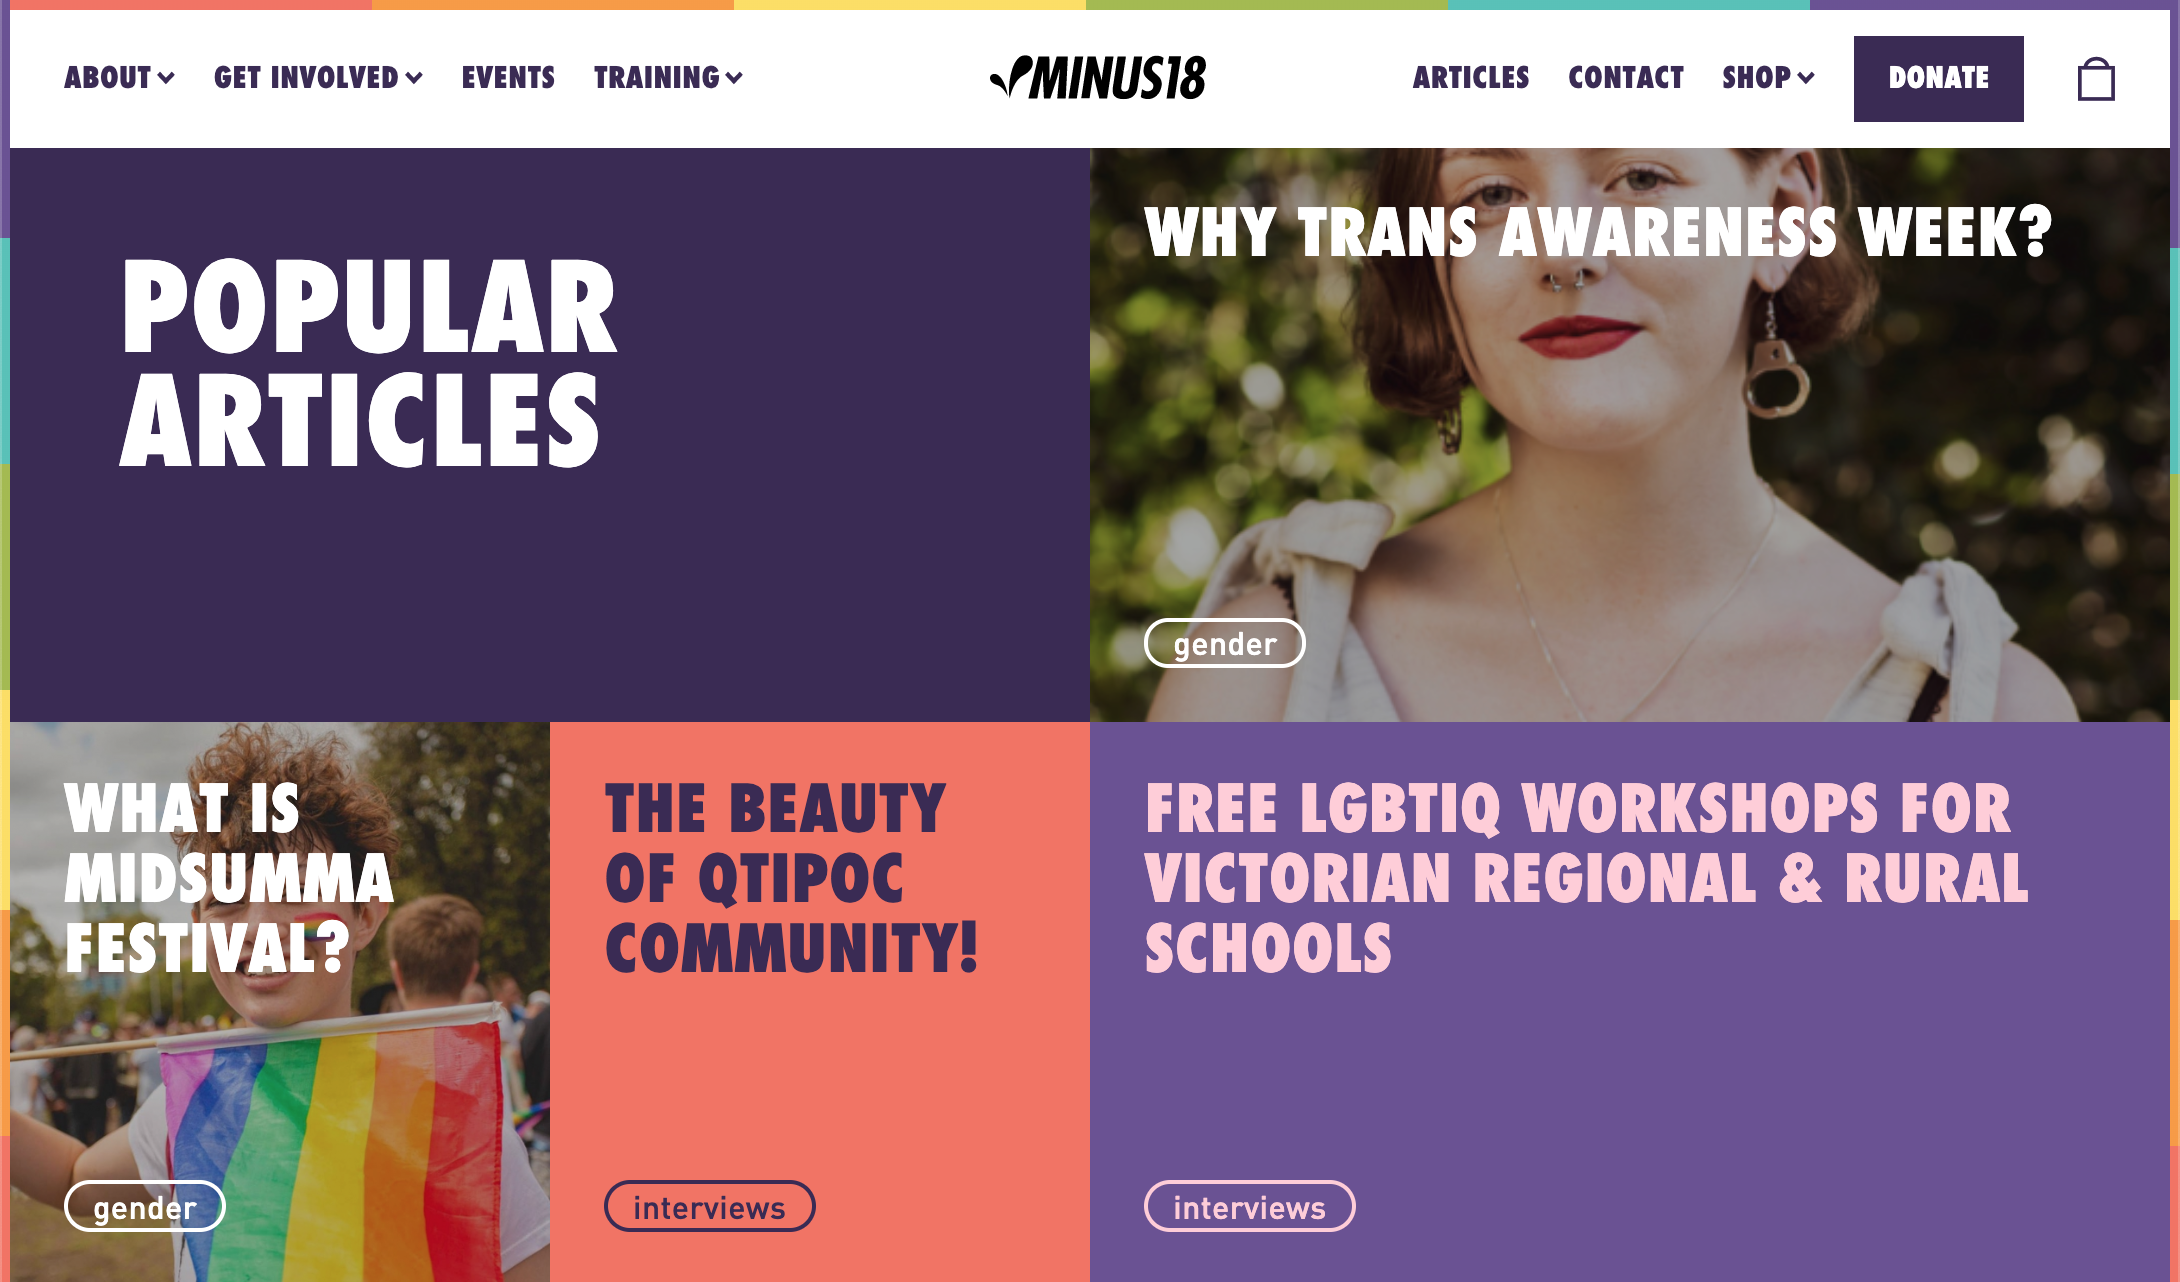 ABOUT GET INVOLVED EVENTS TRAINING MINUS18 ARTICLES CONTACT SHOP DONATE
POPULAR
ARTICLES
WHY TRANS AWARENESS WEEK?
gender
WHAT IS
MIDSUMMA
FESTIVAL?
gender
THE BEAUTY
OF QTIPOC
COMMUNITY!
interviews
FREE LGBTIQ WORKSHOPS FOR
VICTORIAN REGIONAL & RURAL
SCHOOLS
interviews